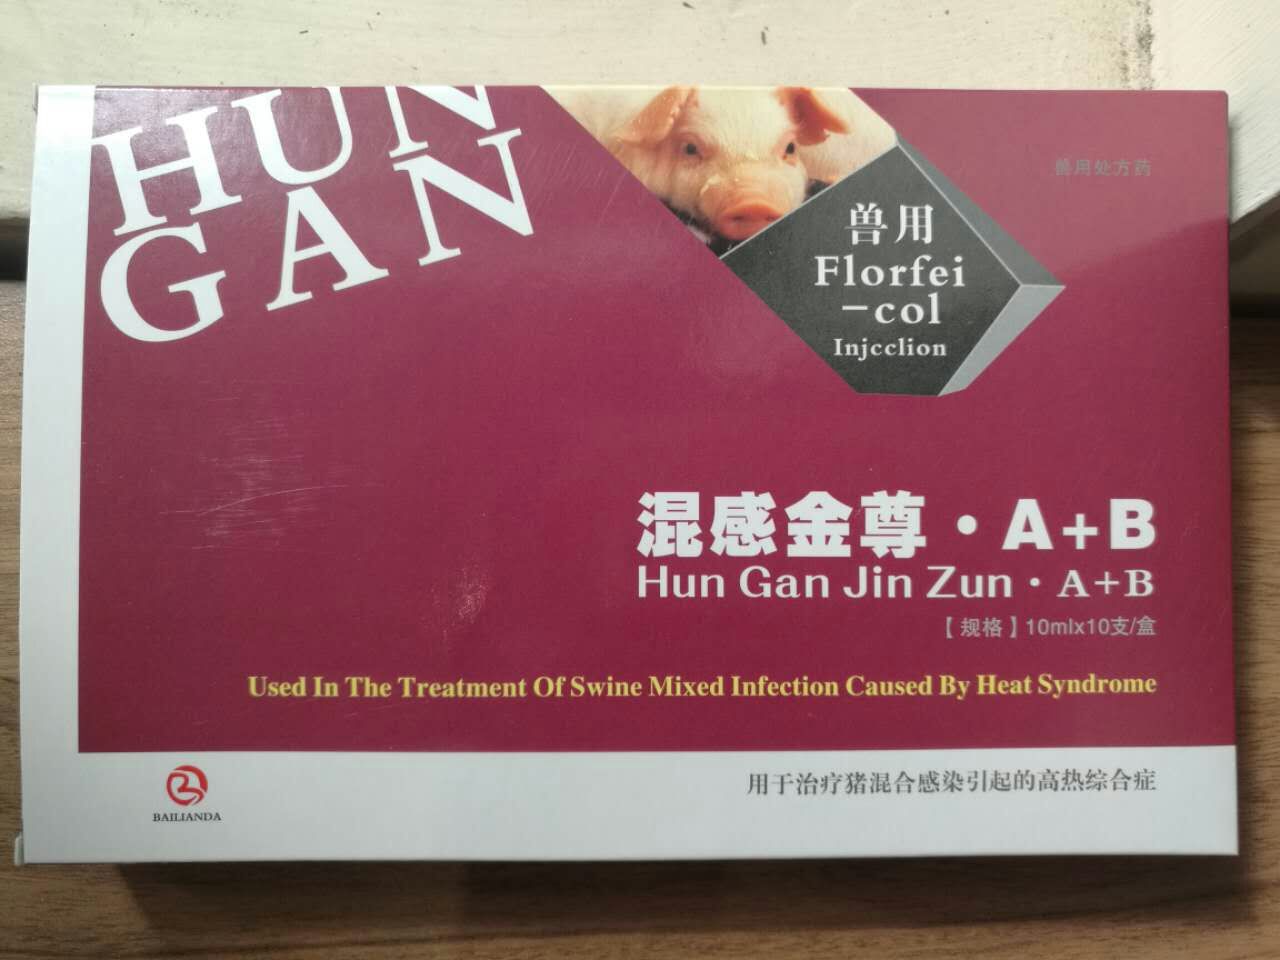 HUN
GAN
兽用处方药
兽用
Florfei
-col
Injcclion
混感金尊·A+B
Hun Gan Jin Zun·A+B
【规格】10mlx10支/盒
Used In The Treatment Of Swine Mixed Infection Caused By Heat Syndrome
用于治疗猪混合感染引起的高热综合症
BAILIANDA